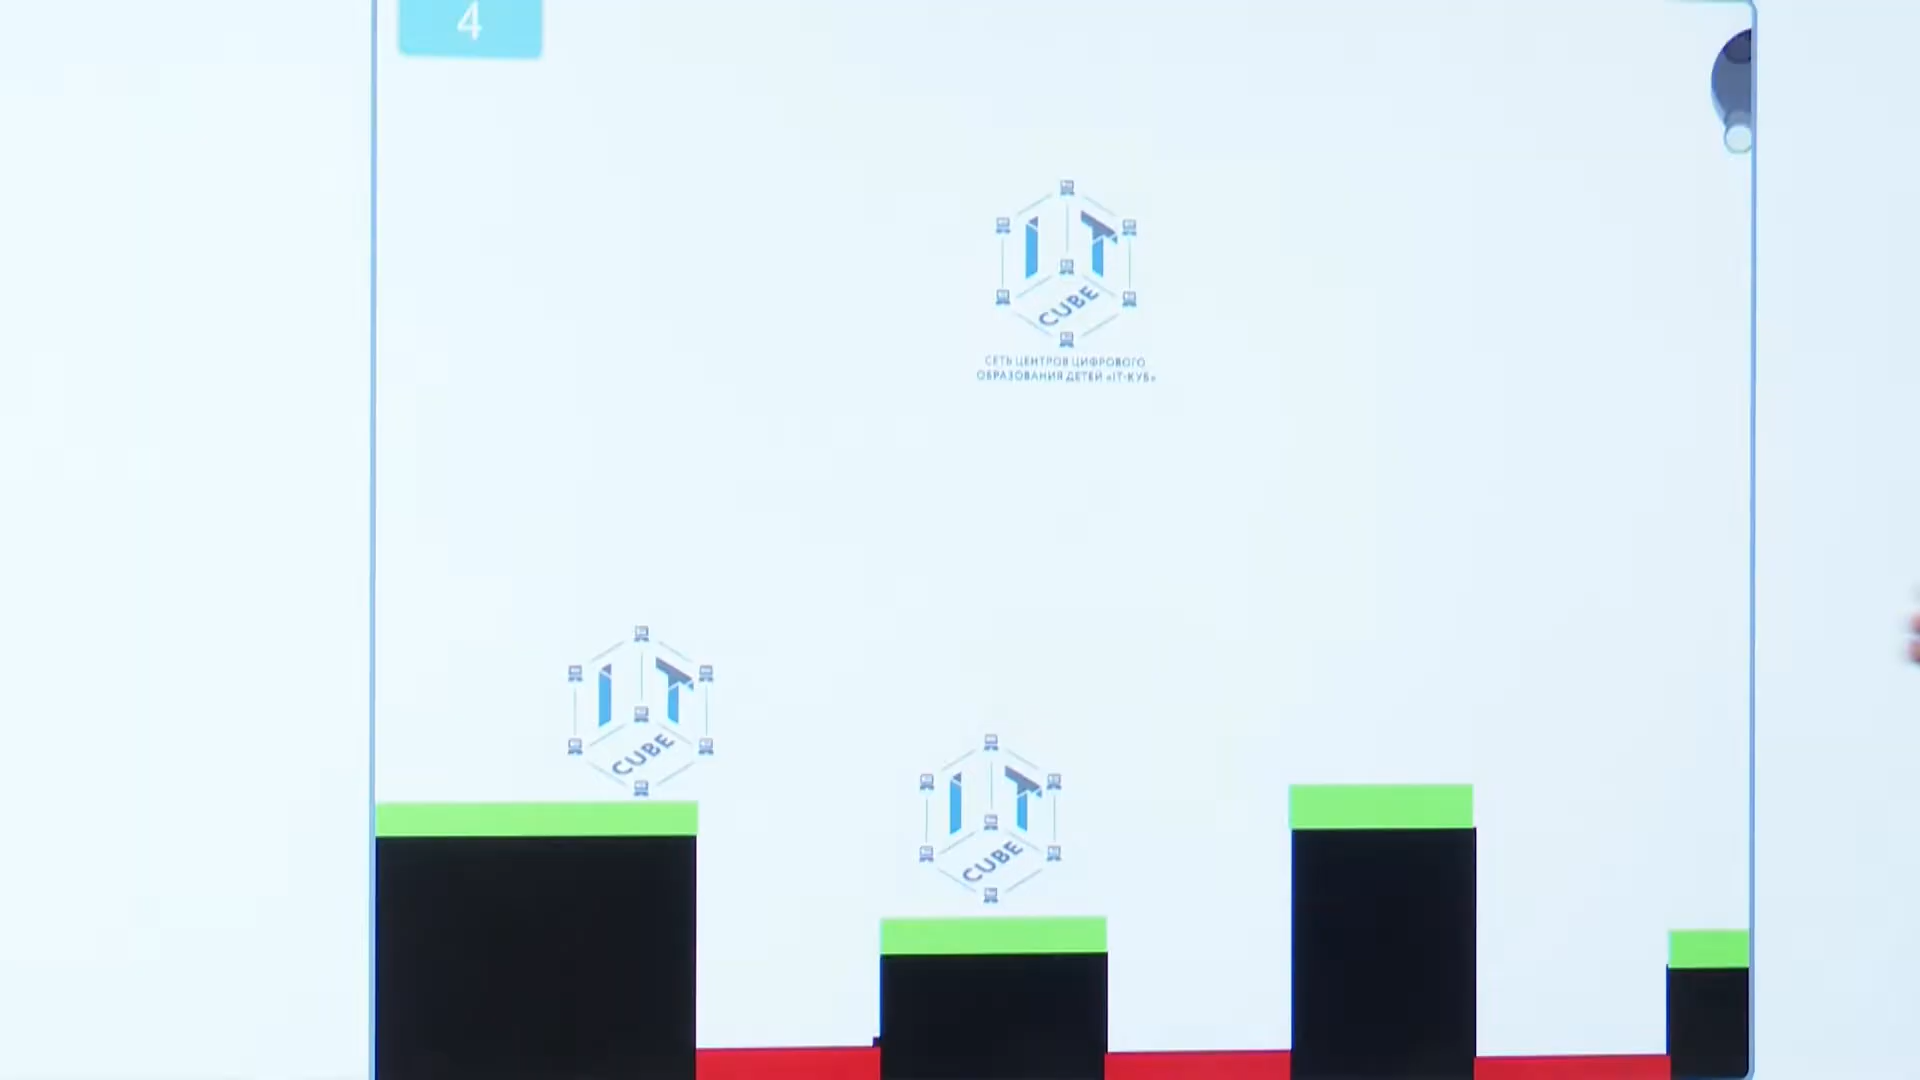 4
IT
CUBE
СЕТЬ ЦЕНТРОВ ЦИФРОВОГО
ОБРАЗОВАНИЯ ДЕТЕЙ «IT-КУБ»
IT
CUBE
IT
CUBE